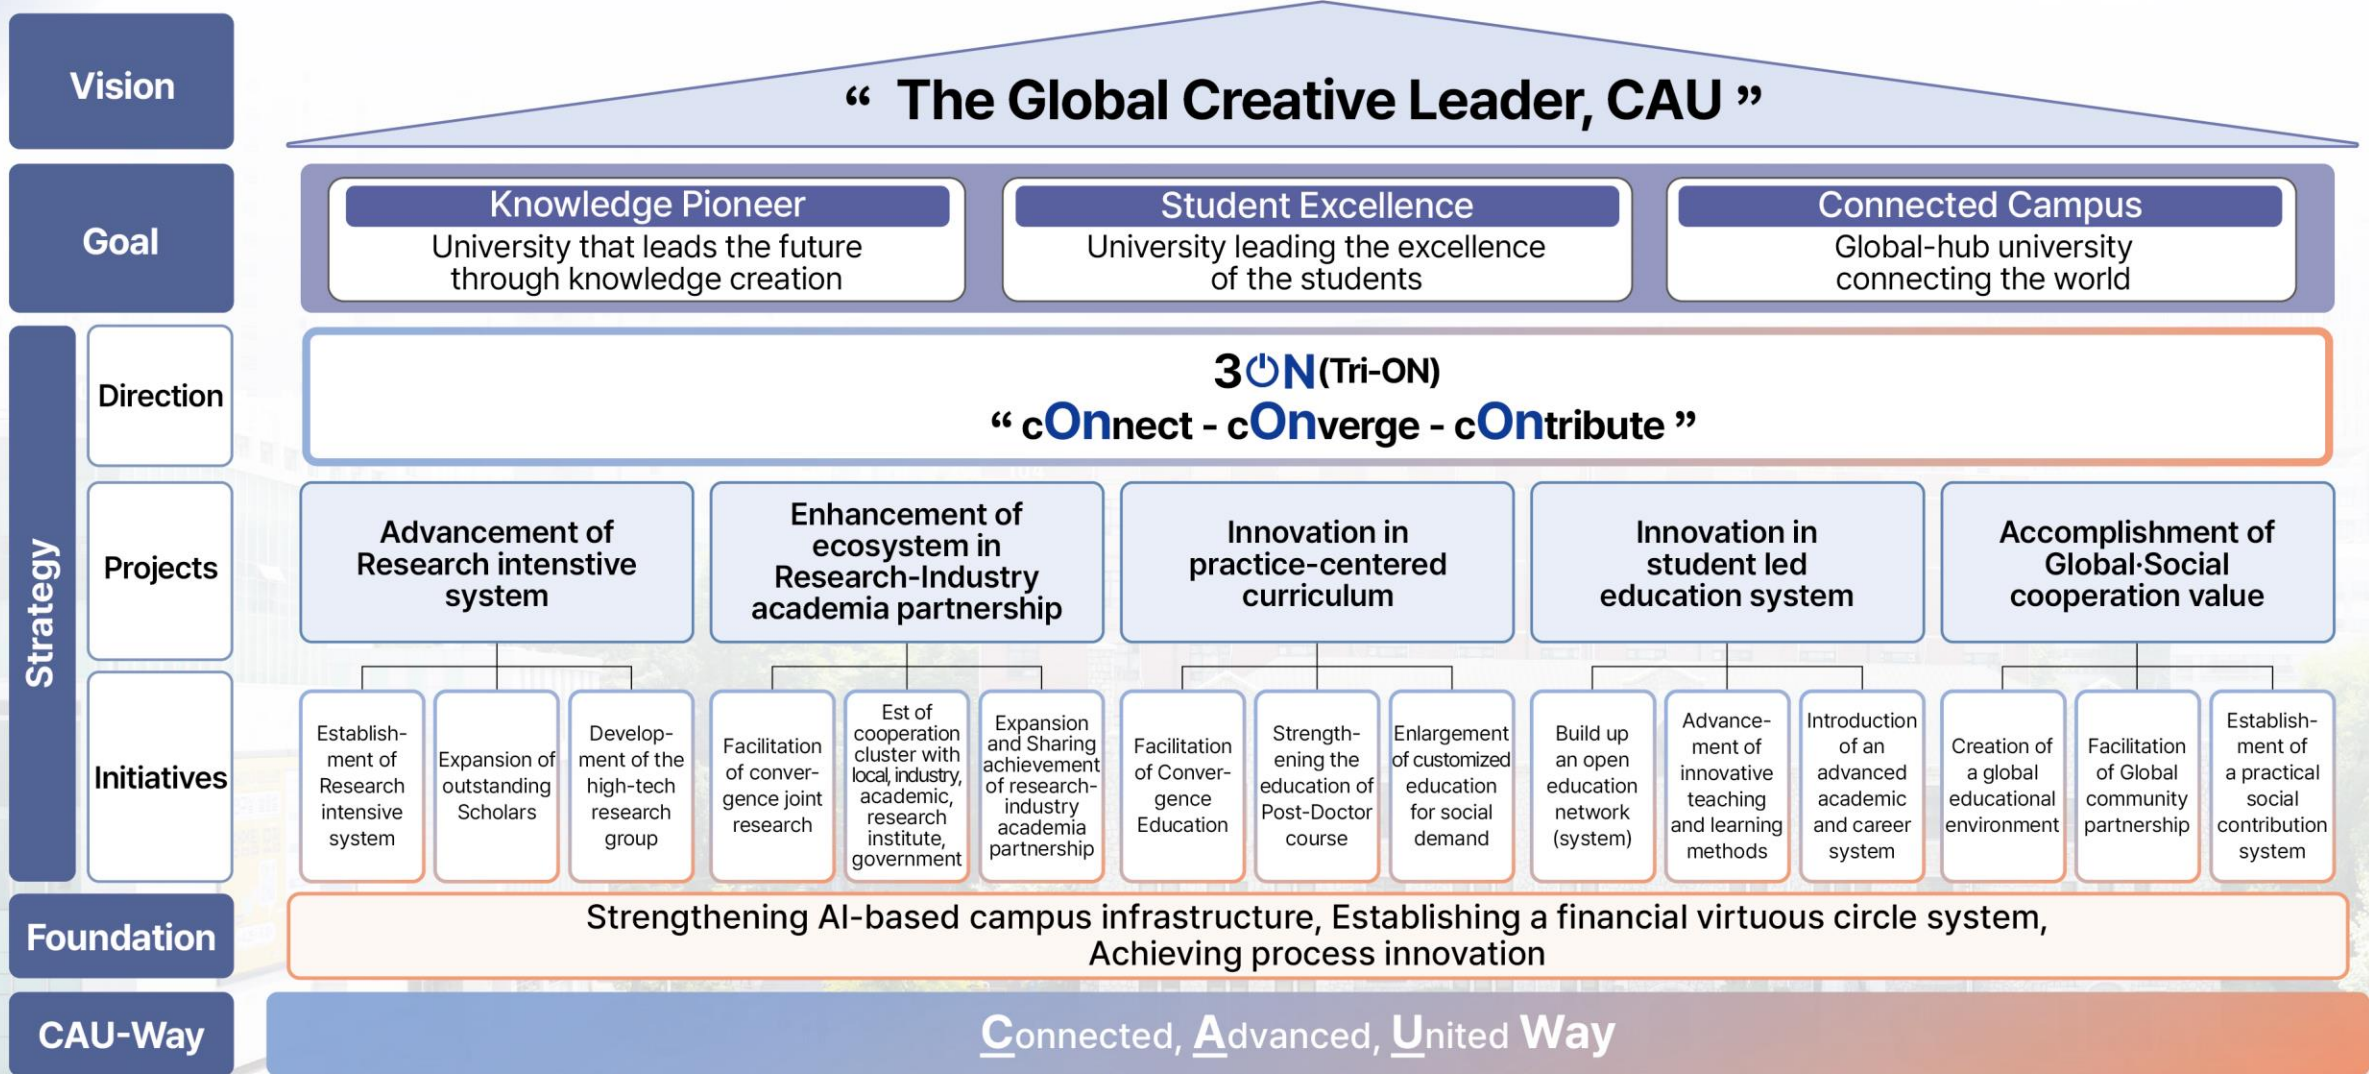 Vision
“ The Global Creative Leader, CAU ”
Goal
Knowledge Pioneer
University that leads the future
through knowledge creation
Student Excellence
University leading the excellence
of the students
Connected Campus
Global-hub university
connecting the world
Strategy
Direction
3ON(Tri-ON)
“ cOnnect - cOnverge - cOntribute ”
Projects
Advancement of
Research intenstive
system
Enhancement of
ecosystem in
Research-Industry
academia partnership
Innovation in
practice-centered
curriculum
Innovation in
student led
education system
Accomplishment of
Global·Social
cooperation value
Initiatives
Establish-
ment of
Research
intensive
system
Expansion of
outstanding
Scholars
Develop-
ment of the
high-tech
research
group
Facilitation
of conver-
gence joint
research
Est of
cooperation
cluster with
local, industry,
academic,
research
institute,
government
Expansion
and Sharing
achievement
of research-
industry
academia
partnership
Facilitation
of Conver-
gence
Education
Strength-
ening the
education of
Post-Doctor
course
Enlargement
of customized
education
for social
demand
Build up
an open
education
network
(system)
Advance-
ment of
innovative
teaching
and learning
methods
Introduction
of an
advanced
academic
and career
system
Creation of
a global
educational
environment
Facilitation
of Global
community
partnership
Establish-
ment of
a practical
social
contribution
system
Foundation
Strengthening AI-based campus infrastructure, Establishing a financial virtuous circle system,
Achieving process innovation
CAU-Way
Connected, Advanced, United Way